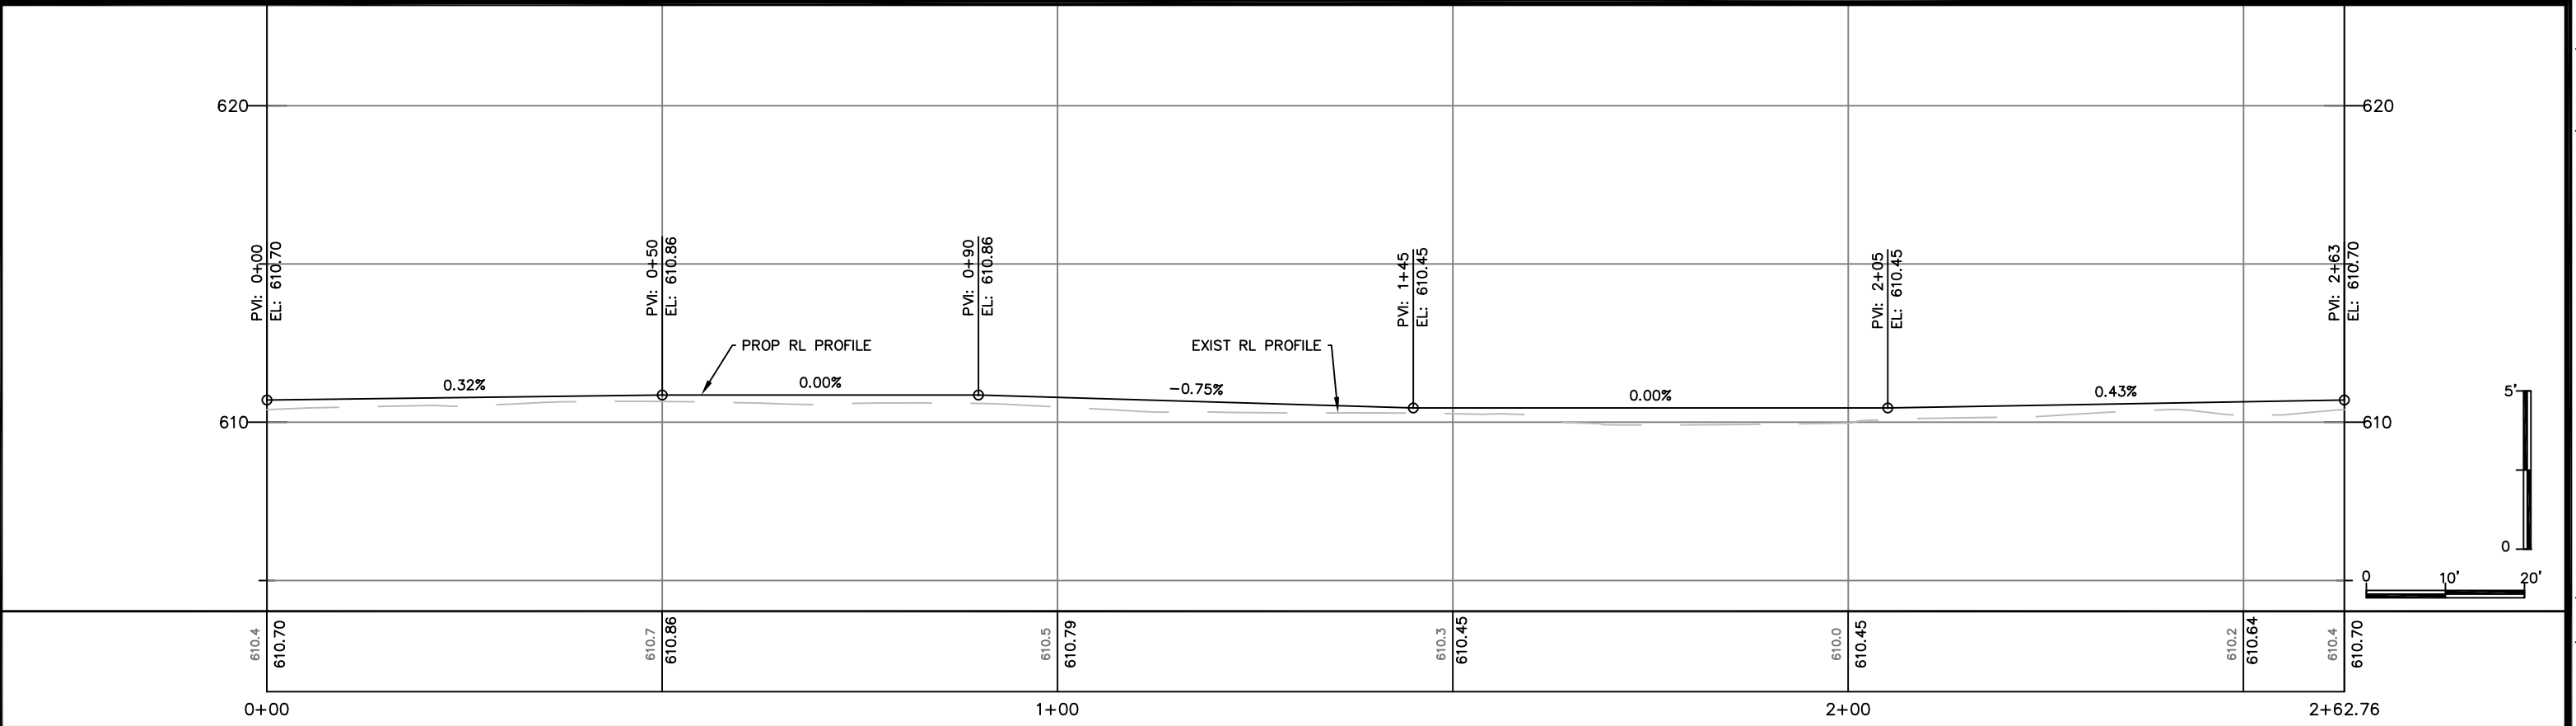 620
620
PVI: 0+00
EL: 610.70
PVI: 0+50
EL: 610.86
PVI: 0+90
EL: 610.86
PVI: 1+45
EL: 610.45
PVI: 2+05
EL: 610.45
PVI: 2+63
EL: 610.70
PROP RL PROFILE
EXIST RL PROFILE
0.32%
0.00%
−0.75%
0.00%
0.43%
610
610
5'
0
0 10' 20'
610.4
610.70
610.7
610.86
610.5
610.79
610.3
610.45
610.0
610.45
610.2
610.64
610.4
610.70
0+00
1+00
2+00
2+62.76